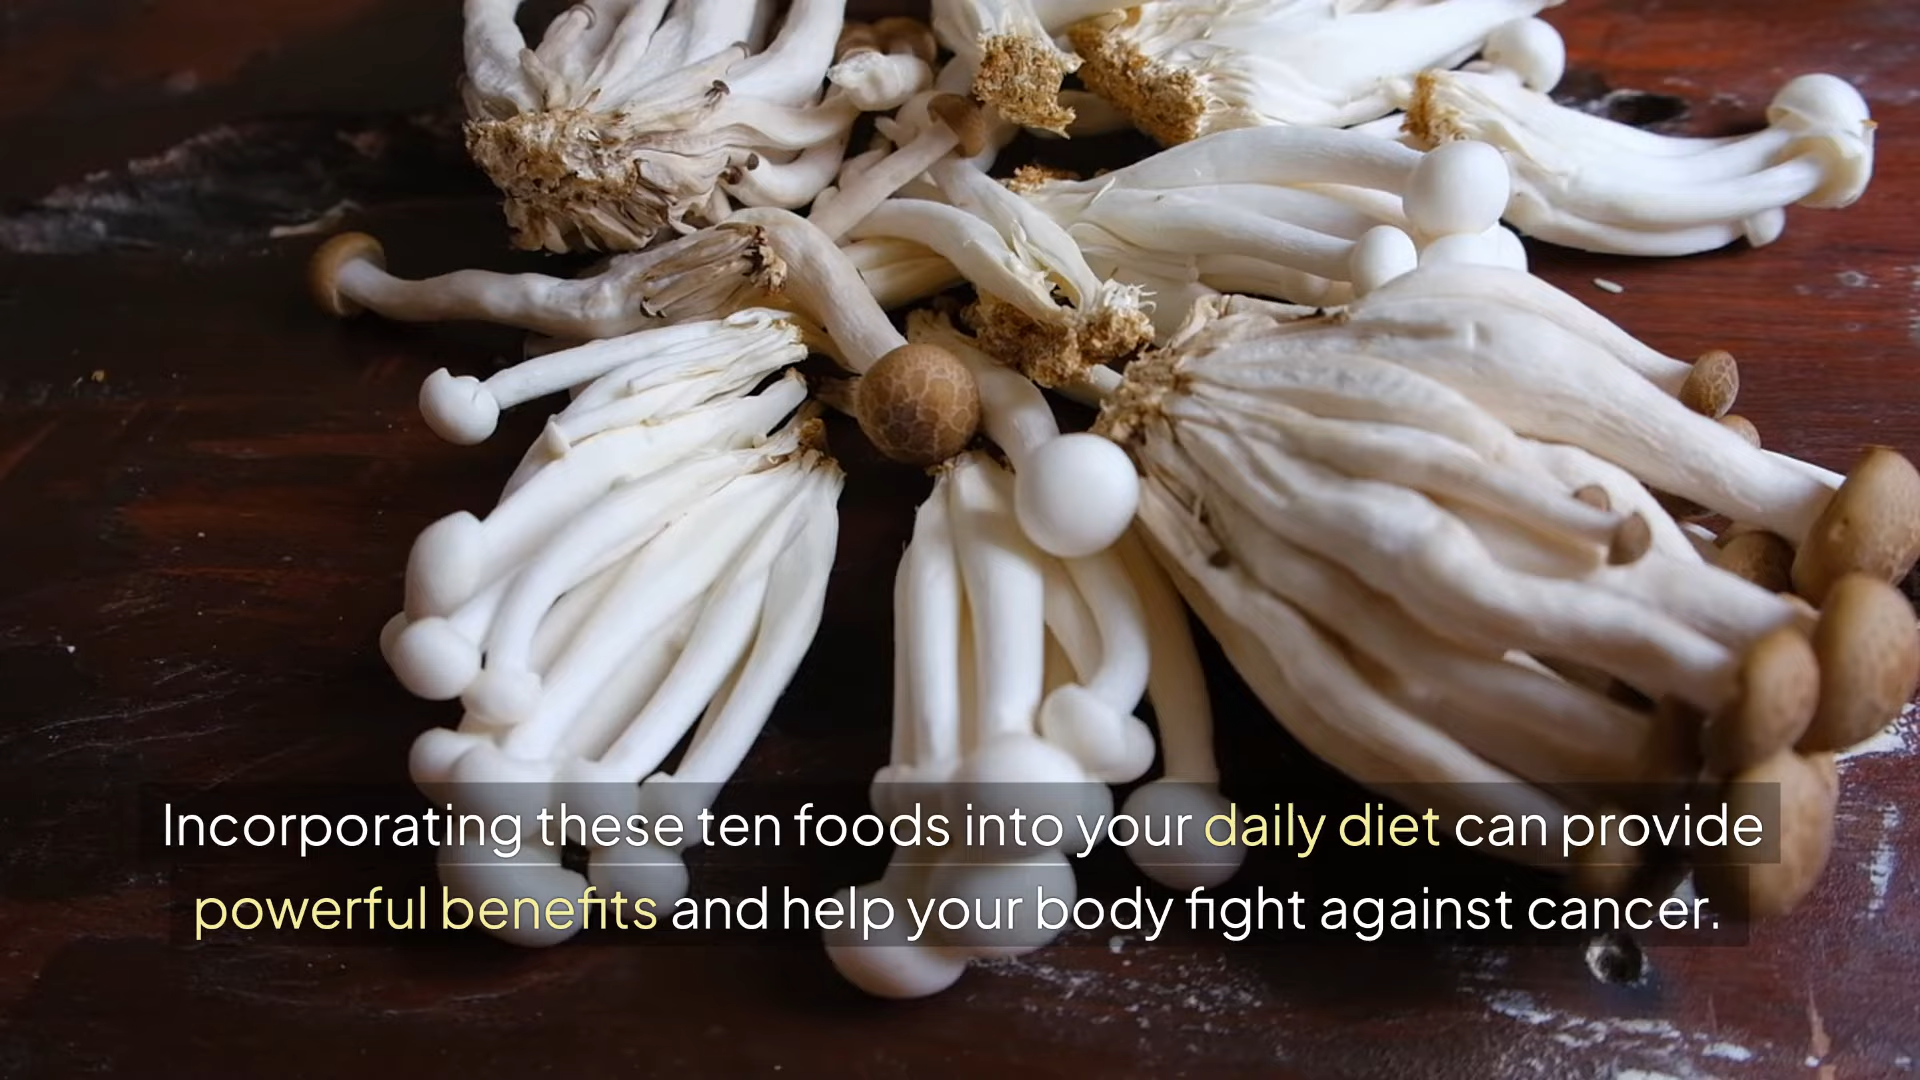 Incorporating these ten foods into your daily diet can provide
powerful benefits and help your body fight against cancer.